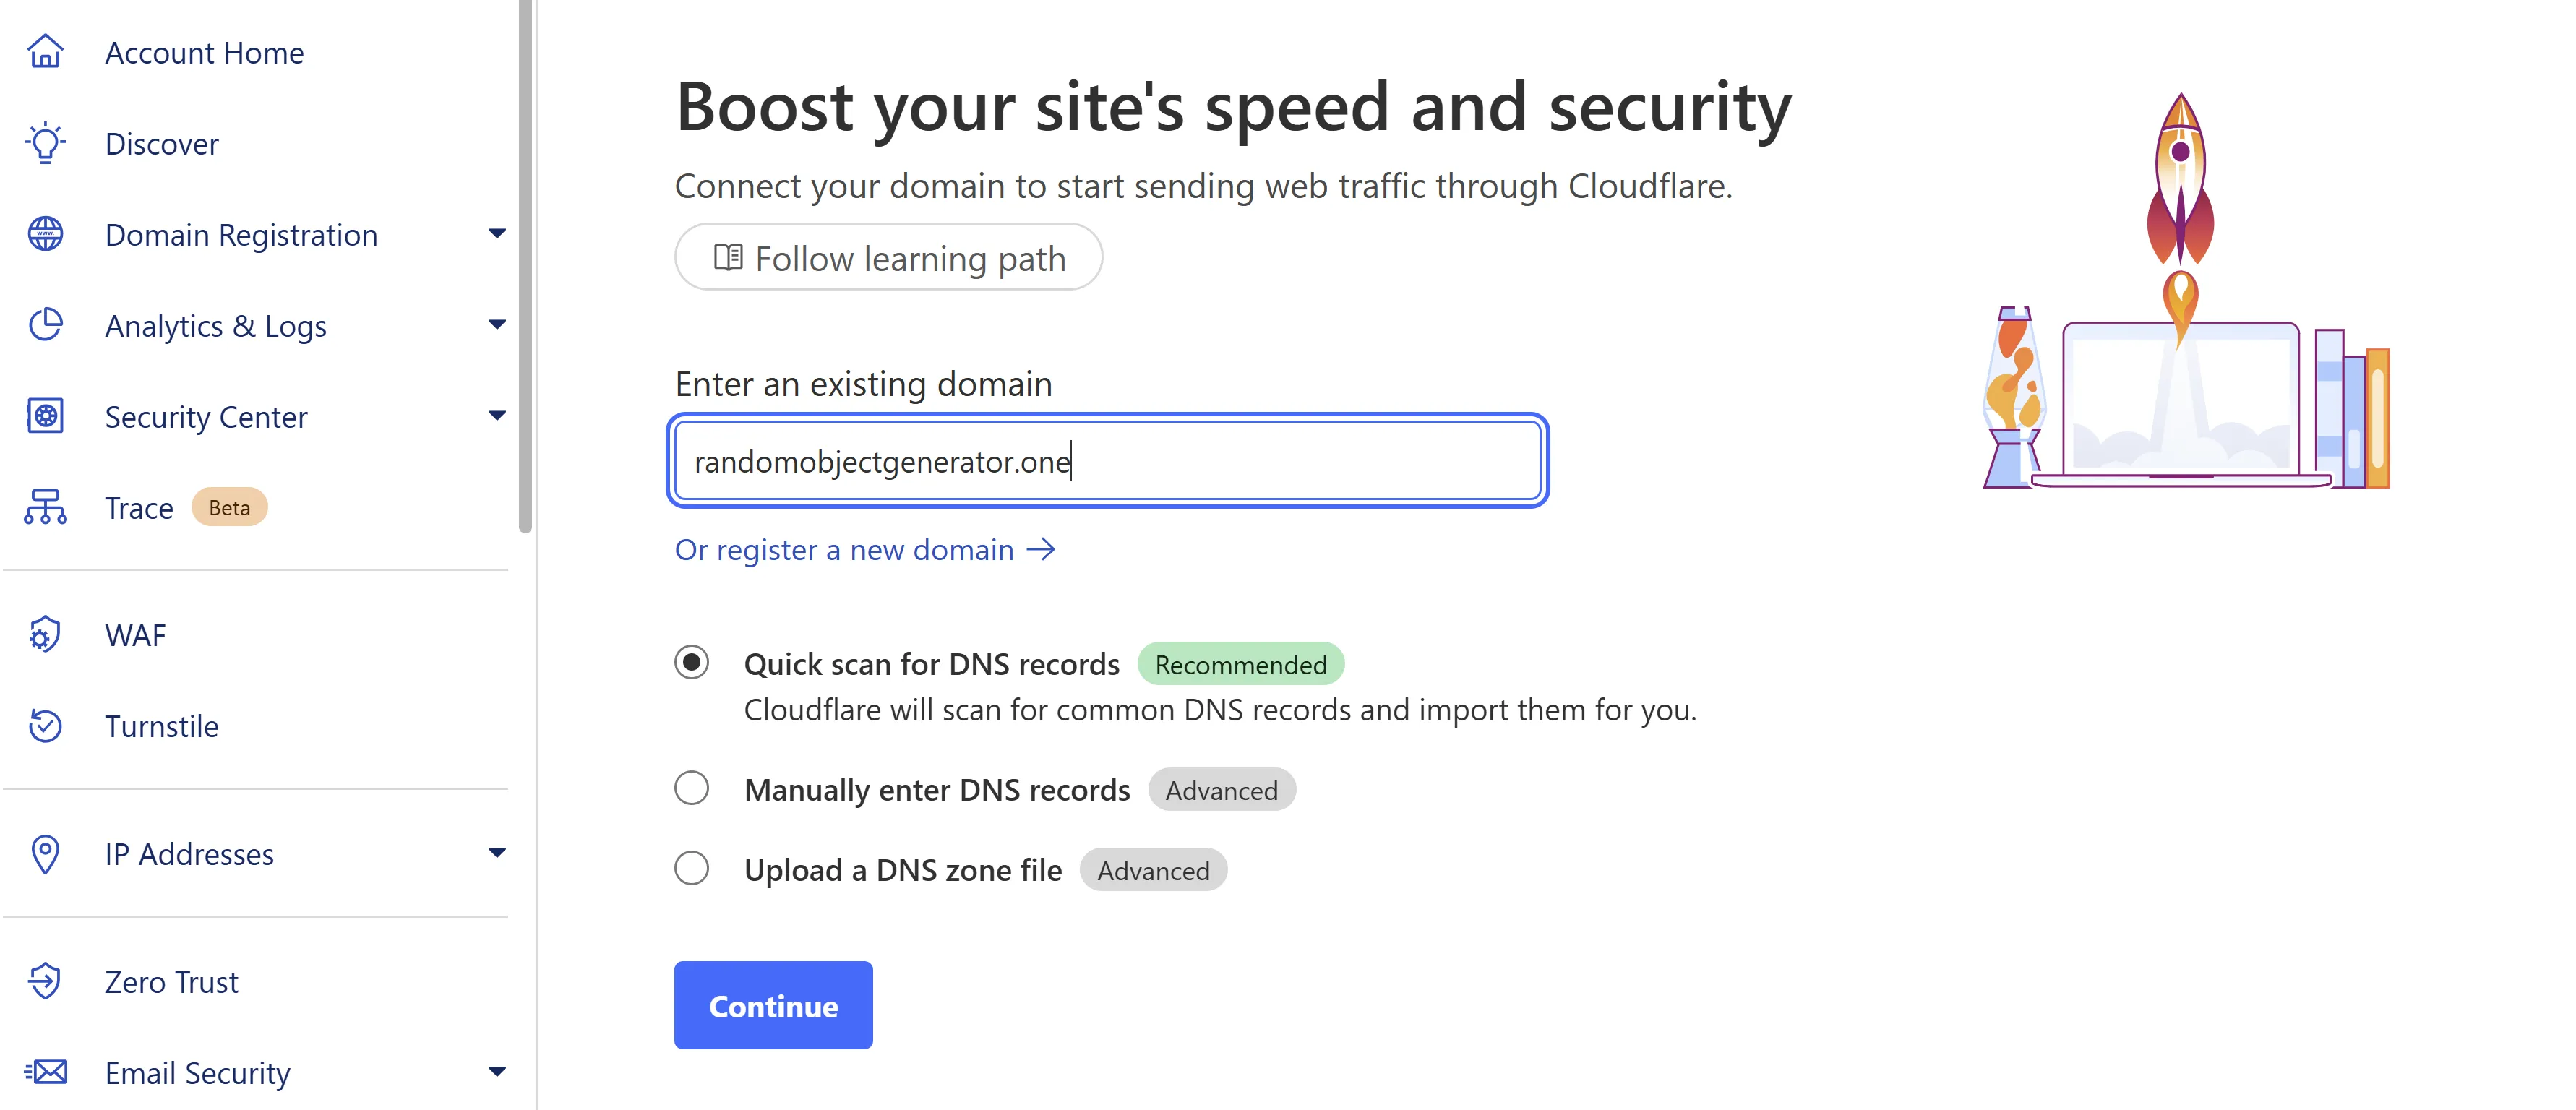 Account Home
Discover
Domain Registration
Analytics & Logs
Security Center
Trace Beta
WAF
Turnstile
IP Addresses
Zero Trust
Email Security
Boost your site's speed and security
Connect your domain to start sending web traffic through Cloudflare.
Follow learning path
Enter an existing domain
randomobjectgenerator.one
Or register a new domain →
Quick scan for DNS records Recommended
Cloudflare will scan for common DNS records and import them for you.
Manually enter DNS records Advanced
Upload a DNS zone file Advanced
Continue